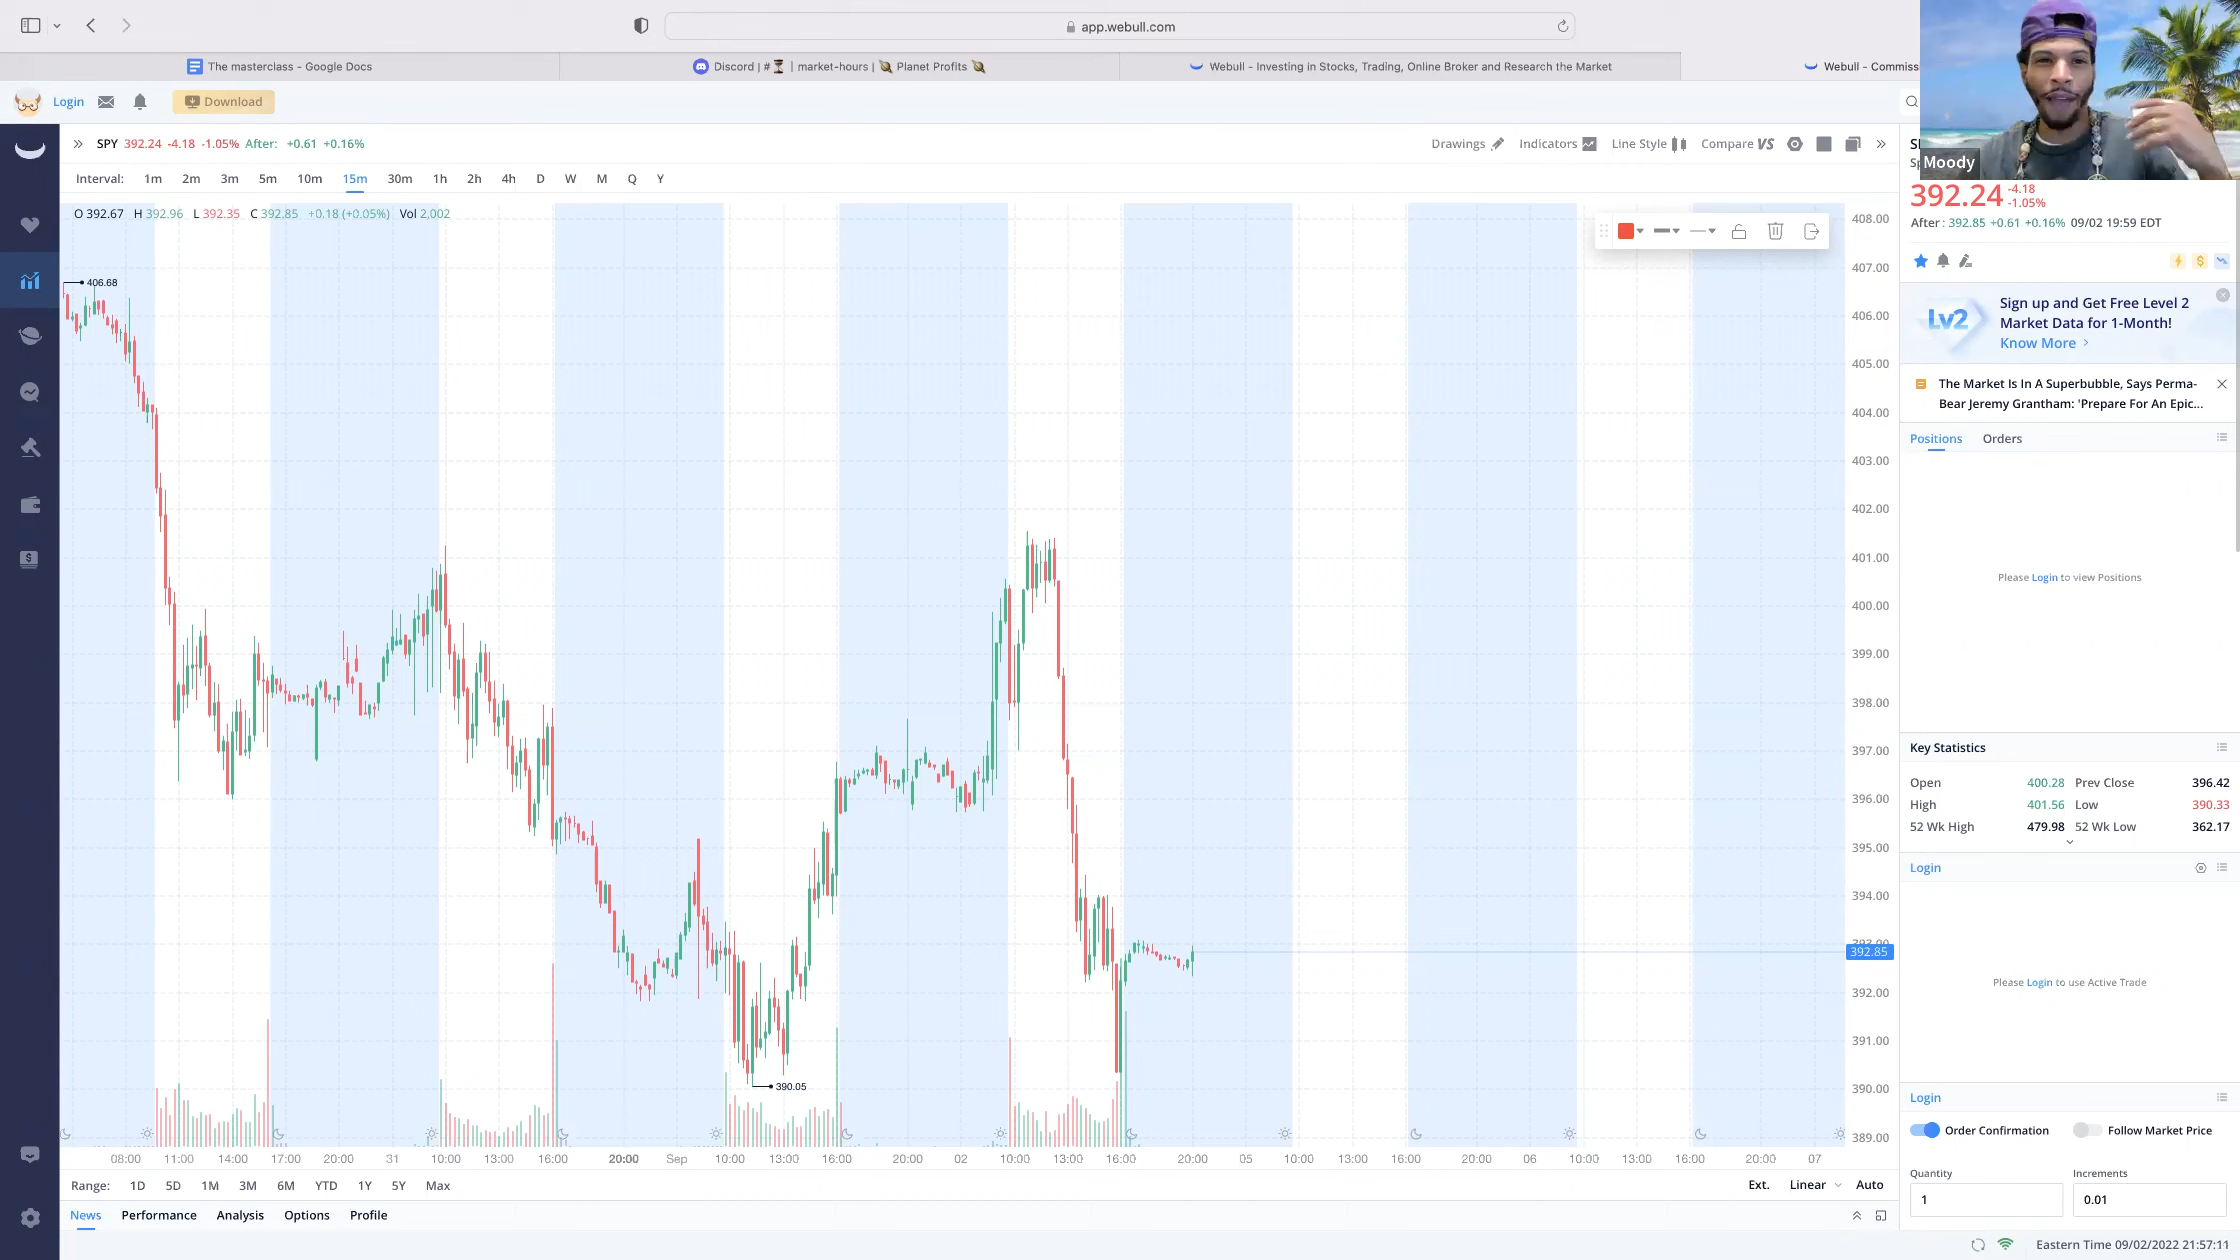 app.webull.com
The masterclass - Google Docs
Discord | #⏳ | market-hours | 🪐 Planet Profits 🪐
Webull - Investing in Stocks, Trading, Online Broker and Research the Market
Webull - Commiss
Login
Download
SPY 392.24 -4.18 -1.05% After: +0.61 +0.16%
Drawings Indicators Line Style Compare VS
Interval: 1m 2m 3m 5m 10m 15m 30m 1h 2h 4h D W M Q Y
O 392.67 H 392.96 L 392.35 C 392.85 +0.18 (+0.05%) Vol 2,002
408.00
407.00
406.68
406.00
405.00
404.00
403.00
402.00
401.00
400.00
399.00
398.00
397.00
396.00
395.00
394.00
393.00
392.85
392.00
391.00
390.05
390.00
389.00
08:00 11:00 14:00 17:00 20:00 31 10:00 13:00 16:00 20:00 Sep 10:00 13:00 16:00 20:00 02 10:00 13:00 16:00 20:00 05 10:00 13:00 16:00 20:00 06 10:00 13:00 16:00 20:00 07
Range: 1D 5D 1M 3M 6M YTD 1Y 5Y Max
Ext. Linear Auto
News Performance Analysis Options Profile
Moody
392.24 -4.18
-1.05%
After : 392.85 +0.61 +0.16% 09/02 19:59 EDT
Lv2
Sign up and Get Free Level 2
Market Data for 1-Month!
Know More >
The Market Is In A Superbubble, Says Perma-
Bear Jeremy Grantham: 'Prepare For An Epic...
Positions Orders
Please Login to view Positions
Key Statistics
Open 400.28 Prev Close 396.42
High 401.56 Low 390.33
52 Wk High 479.98 52 Wk Low 362.17
Login
Please Login to use Active Trade
Login
Order Confirmation Follow Market Price
Quantity Increments
1 0.01
Eastern Time 09/02/2022 21:57:11